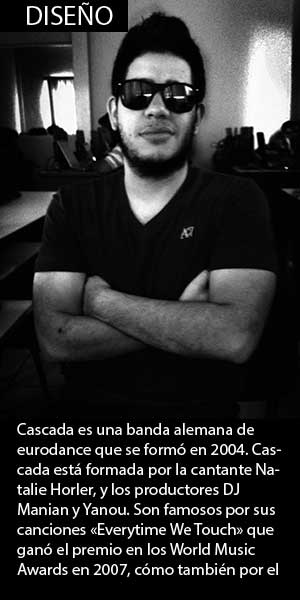 DISEÑO
Cascada es una banda alemana de
eurodance que se formó en 2004. Cas-
cada está formada por la cantante Na-
talie Horler, y los productores DJ
Manian y Yanou. Son famosos por sus
canciones «Everytime We Touch» que
ganó el premio en los World Music
Awards en 2007, cómo también por el